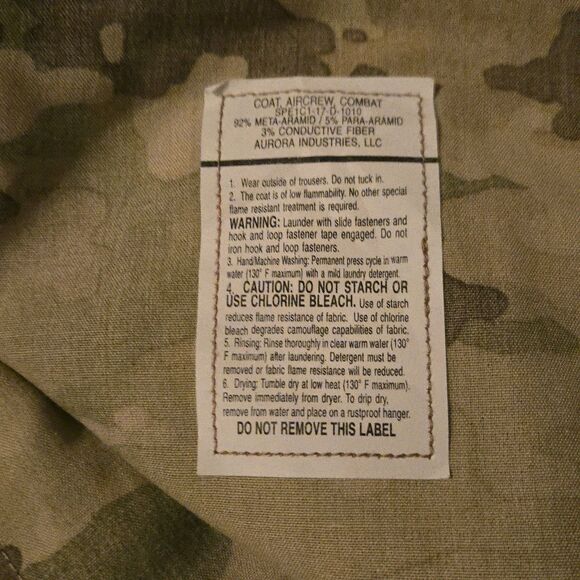 COAT, AIRCREW, COMBAT
SPE1C1-17-D-1010
92% META-ARAMID / 5% PARA-ARAMID
3% CONDUCTIVE FIBER
AURORA INDUSTRIES, LLC
1. Wear outside of trousers. Do not tuck in.
2. The coat is of low flammability. No other special
flame resistant treatment is required.
WARNING: Launder with slide fasteners and
hook and loop fastener tape engaged. Do not
iron hook and loop fasteners.
3. Hand/Machine Washing: Permanent press cycle in warm
water (130° F maximum) with a mild laundry detergent.
4. CAUTION: DO NOT STARCH OR
USE CHLORINE BLEACH. Use of starch
reduces flame resistance of fabric. Use of chlorine
bleach degrades camouflage capabilities of fabric.
5. Rinsing: Rinse thoroughly in clear warm water (130°
F maximum) after laundering. Detergent must be
removed or fabric flame resistance will be reduced.
6. Drying: Tumble dry at low heat (130° F maximum).
Remove immediately from dryer. To drip dry,
remove from water and place on a rustproof hanger.
DO NOT REMOVE THIS LABEL